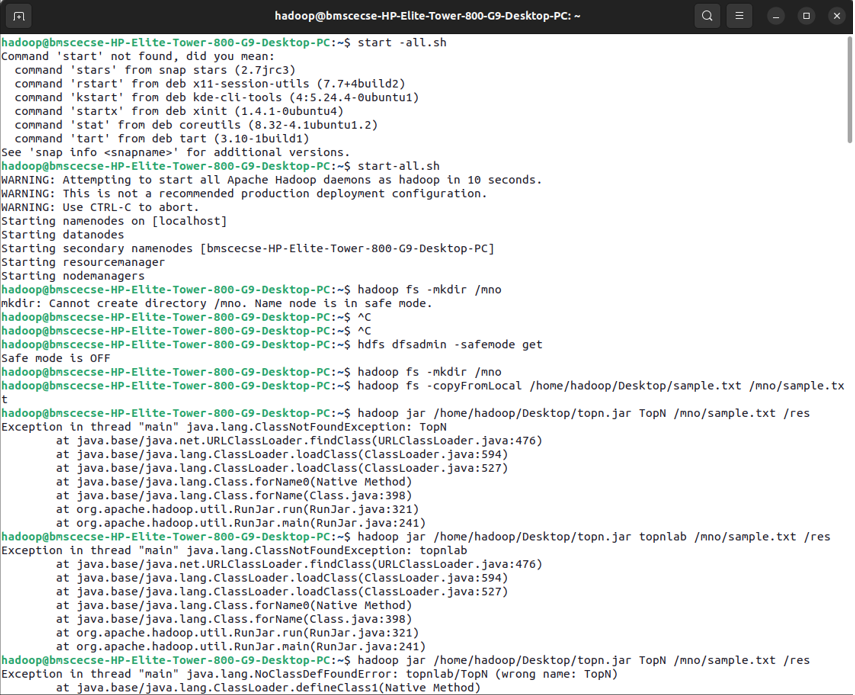 hadoop@bmscecse-HP-Elite-Tower-800-G9-Desktop-PC: ~
hadoop@bmscecse-HP-Elite-Tower-800-G9-Desktop-PC:~$ start -all.sh
Command 'start' not found, did you mean:
  command 'stars' from snap stars (2.7jrc3)
  command 'rstart' from deb x11-session-utils (7.7+4build2)
  command 'kstart' from deb kde-cli-tools (4:5.24.4-0ubuntu1)
  command 'startx' from deb xinit (1.4.1-0ubuntu4)
  command 'stat' from deb coreutils (8.32-4.1ubuntu1.2)
  command 'tart' from deb tart (3.10-1build1)
See 'snap info <snapname>' for additional versions.
hadoop@bmscecse-HP-Elite-Tower-800-G9-Desktop-PC:~$ start-all.sh
WARNING: Attempting to start all Apache Hadoop daemons as hadoop in 10 seconds.
WARNING: This is not a recommended production deployment configuration.
WARNING: Use CTRL-C to abort.
Starting namenodes on [localhost]
Starting datanodes
Starting secondary namenodes [bmscecse-HP-Elite-Tower-800-G9-Desktop-PC]
Starting resourcemanager
Starting nodemanagers
hadoop@bmscecse-HP-Elite-Tower-800-G9-Desktop-PC:~$ hadoop fs -mkdir /mno
mkdir: Cannot create directory /mno. Name node is in safe mode.
hadoop@bmscecse-HP-Elite-Tower-800-G9-Desktop-PC:~$ ^C
hadoop@bmscecse-HP-Elite-Tower-800-G9-Desktop-PC:~$ ^C
hadoop@bmscecse-HP-Elite-Tower-800-G9-Desktop-PC:~$ hdfs dfsadmin -safemode get
Safe mode is OFF
hadoop@bmscecse-HP-Elite-Tower-800-G9-Desktop-PC:~$ hadoop fs -mkdir /mno
hadoop@bmscecse-HP-Elite-Tower-800-G9-Desktop-PC:~$ hadoop fs -copyFromLocal /home/hadoop/Desktop/sample.txt /mno/sample.tx
t
hadoop@bmscecse-HP-Elite-Tower-800-G9-Desktop-PC:~$ hadoop jar /home/hadoop/Desktop/topn.jar TopN /mno/sample.txt /res
Exception in thread "main" java.lang.ClassNotFoundException: TopN
        at java.base/java.net.URLClassLoader.findClass(URLClassLoader.java:476)
        at java.base/java.lang.ClassLoader.loadClass(ClassLoader.java:594)
        at java.base/java.lang.ClassLoader.loadClass(ClassLoader.java:527)
        at java.base/java.lang.Class.forName0(Native Method)
        at java.base/java.lang.Class.forName(Class.java:398)
        at org.apache.hadoop.util.RunJar.run(RunJar.java:321)
        at org.apache.hadoop.util.RunJar.main(RunJar.java:241)
hadoop@bmscecse-HP-Elite-Tower-800-G9-Desktop-PC:~$ hadoop jar /home/hadoop/Desktop/topn.jar topnlab /mno/sample.txt /res
Exception in thread "main" java.lang.ClassNotFoundException: topnlab
        at java.base/java.net.URLClassLoader.findClass(URLClassLoader.java:476)
        at java.base/java.lang.ClassLoader.loadClass(ClassLoader.java:594)
        at java.base/java.lang.ClassLoader.loadClass(ClassLoader.java:527)
        at java.base/java.lang.Class.forName0(Native Method)
        at java.base/java.lang.Class.forName(Class.java:398)
        at org.apache.hadoop.util.RunJar.run(RunJar.java:321)
        at org.apache.hadoop.util.RunJar.main(RunJar.java:241)
hadoop@bmscecse-HP-Elite-Tower-800-G9-Desktop-PC:~$ hadoop jar /home/hadoop/Desktop/topn.jar TopN /mno/sample.txt /res
Exception in thread "main" java.lang.NoClassDefFoundError: topnlab/TopN (wrong name: TopN)
        at java.base/java.lang.ClassLoader.defineClass1(Native Method)